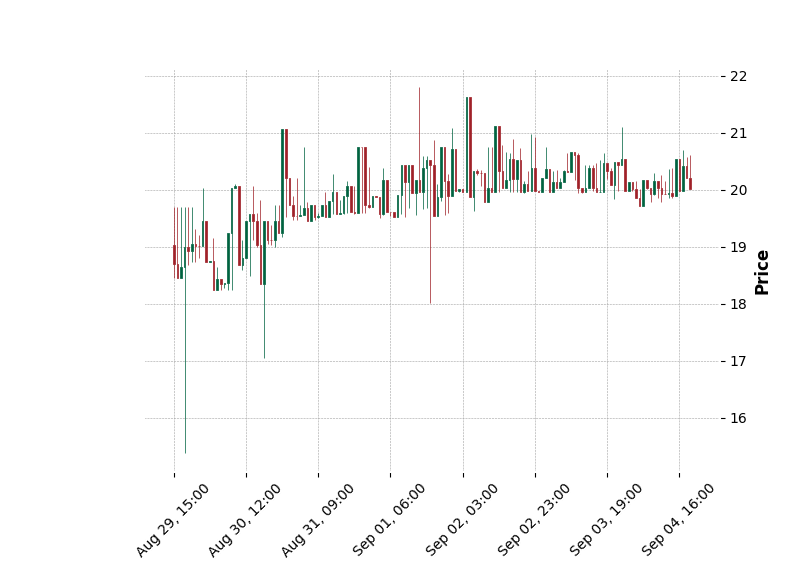 22
21
20
19
18
17
16
Price
Aug 29, 15:00
Aug 30, 12:00
Aug 31, 09:00
Sep 01, 06:00
Sep 02, 03:00
Sep 02, 23:00
Sep 03, 19:00
Sep 04, 16:00